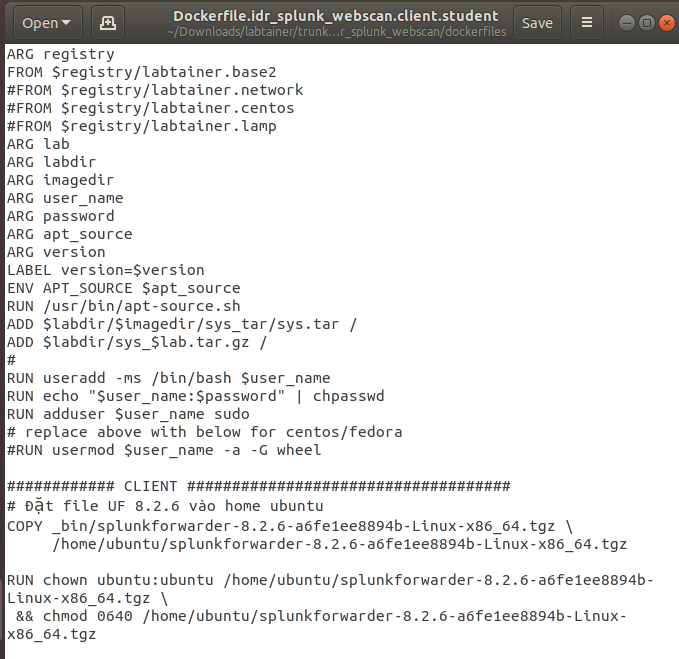 Open
Dockerfile.idr_splunk_webscan.client.student
~/Downloads/labtainer/trunk...r_splunk_webscan/dockerfiles
Save
ARG registry
FROM $registry/labtainer.base2
#FROM $registry/labtainer.network
#FROM $registry/labtainer.centos
#FROM $registry/labtainer.lamp
ARG lab
ARG labdir
ARG imagedir
ARG user_name
ARG password
ARG apt_source
ARG version
LABEL version=$version
ENV APT_SOURCE $apt_source
RUN /usr/bin/apt-source.sh
ADD $labdir/$imagedir/sys_tar/sys.tar /
ADD $labdir/sys_$lab.tar.gz /
#
RUN useradd -ms /bin/bash $user_name
RUN echo "$user_name:$password" | chpasswd
RUN adduser $user_name sudo
# replace above with below for centos/fedora
#RUN usermod $user_name -a -G wheel
############ CLIENT ####################################
# Đặt file UF 8.2.6 vào home ubuntu
COPY _bin/splunkforwarder-8.2.6-a6fe1ee8894b-Linux-x86_64.tgz \
/home/ubuntu/splunkforwarder-8.2.6-a6fe1ee8894b-Linux-x86_64.tgz
RUN chown ubuntu:ubuntu /home/ubuntu/splunkforwarder-8.2.6-a6fe1ee8894b-
Linux-x86_64.tgz \
&& chmod 0640 /home/ubuntu/splunkforwarder-8.2.6-a6fe1ee8894b-Linux-
x86_64.tgz